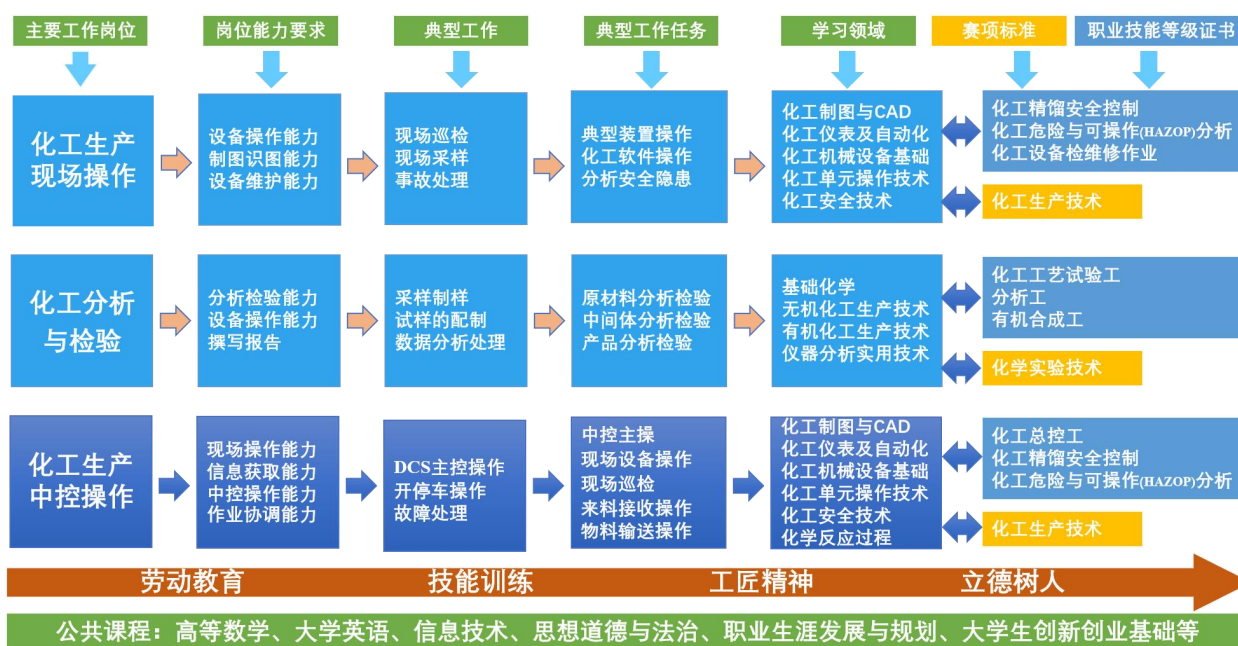 主要工作岗位
岗位能力要求
典型工作
典型工作任务
学习领域
赛项标准
职业技能等级证书
化工生产
现场操作
设备操作能力
制图识图能力
设备维护能力
现场巡检
现场采样
事故处理
典型装置操作
化工软件操作
分析安全隐患
化工制图与CAD
化工仪表及自动化
化工机械设备基础
化工单元操作技术
化工安全技术
化工精馏安全控制
化工危险与可操作(HAZOP)分析
化工设备检维修作业
化工生产技术
化工分析
与检验
分析检验能力
设备操作能力
撰写报告
采样制样
试样的配制
数据分析处理
原材料分析检验
中间体分析检验
产品分析检验
基础化学
无机化工生产技术
有机化工生产技术
仪器分析实用技术
化工工艺试验工
分析工
有机合成工
化学实验技术
化工生产
中控操作
现场操作能力
信息获取能力
中控操作能力
作业协调能力
DCS主控操作
开停车操作
故障处理
中控主操
现场设备操作
现场巡检
来料接收操作
物料输送操作
化工制图与CAD
化工仪表及自动化
化工机械设备基础
化工单元操作技术
化工安全技术
化学反应过程
化工总控工
化工精馏安全控制
化工危险与可操作(HAZOP)分析
化工生产技术
劳动教育 技能训练 工匠精神 立德树人
公共课程：高等数学、大学英语、信息技术、思想道德与法治、职业生涯发展与规划、大学生创新创业基础等